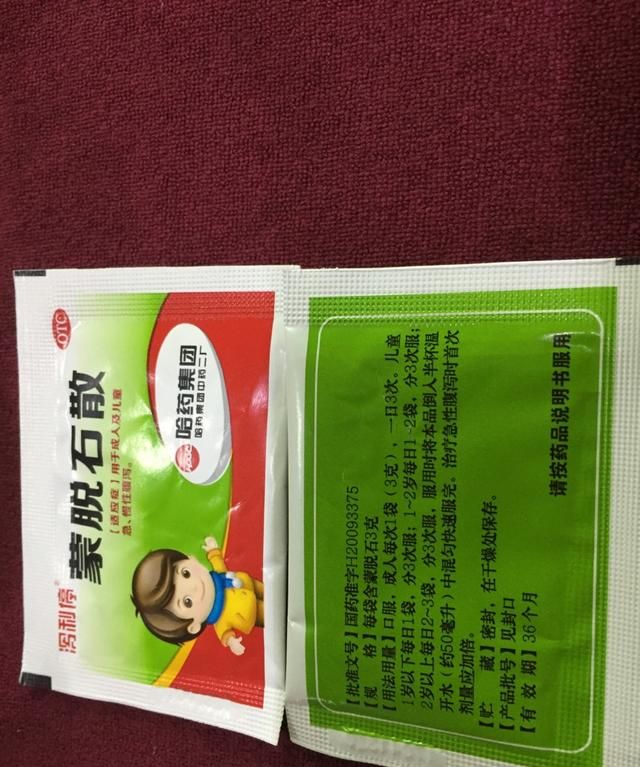 OTC
泻利停®
蒙脱石散
【适应症】用于成人及儿童
急、慢性腹泻。
哈药集团
哈药集团中药二厂
【批准文号】国药准字H20093375
【规 格】每袋含蒙脱石3克
【用法用量】口服,成人每次1袋(3克),一日3次。儿童
1岁以下每日1袋,分3次服;1~2岁每日1-2袋,分3次服;
2岁以上每日2~3袋,分3次服,服用时将本品倒入半杯温
开水(约50毫升)中混匀快速服完。治疗急性腹泻时首次
剂量应加倍。
【贮 藏】密封,在干燥处保存。
【产品批号】见封口
【有 效 期】36个月
请按药品说明书服用